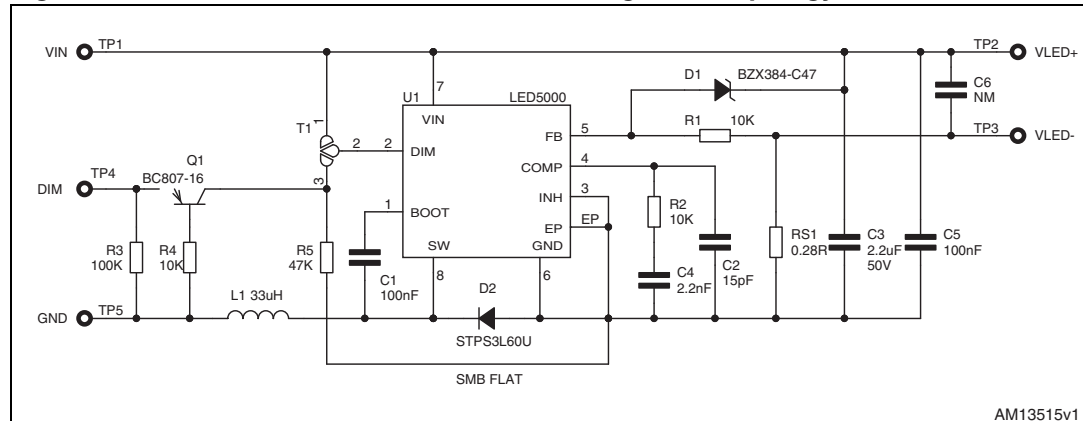 VIN
TP1
TP2
VLED+
D1
BZX384-C47
C6
NM
7
U1
LED5000
VIN
T1
1
2
2
DIM
3
FB
5
R1
10K
TP3
VLED-
COMP
4
DIM
TP4
Q1
BC807-16
INH
3
R2
10K
1
BOOT
EP
EP
SW
GND
R3
100K
R4
10K
R5
47K
C1
100nF
8
6
RS1
0.28R
C3
2.2uF
50V
C5
100nF
C4
2.2nF
C2
15pF
L1 33uH
D2
GND
TP5
STPS3L60U
SMB FLAT
AM13515v1